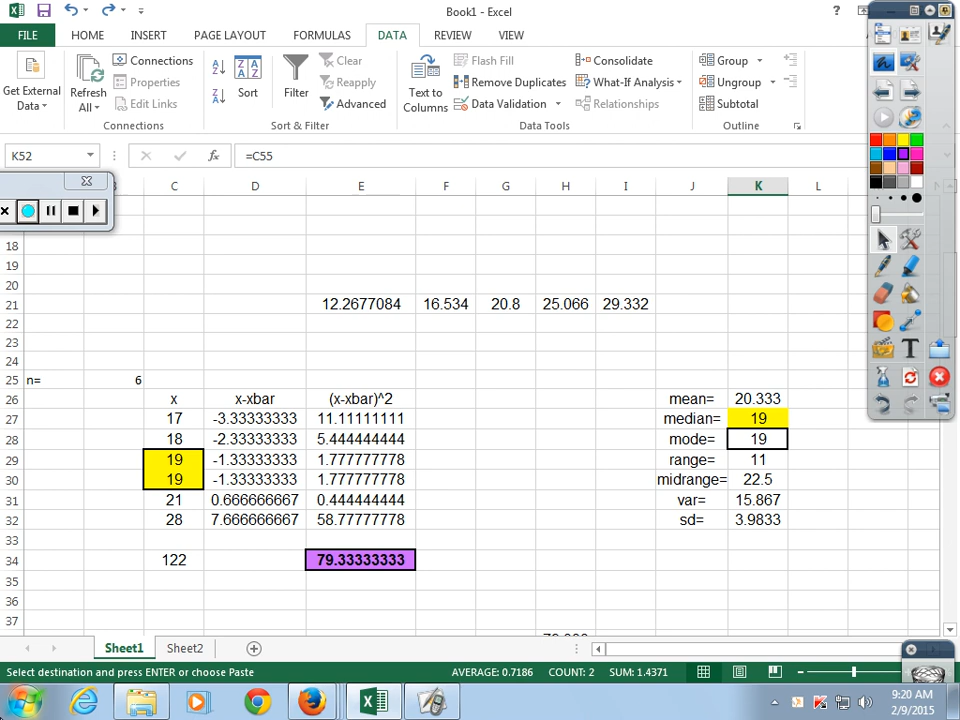 Book1 - Excel
?
FILE HOME INSERT PAGE LAYOUT FORMULAS DATA REVIEW VIEW
Get External Data
Refresh All
Connections
Properties
Edit Links
Connections
Sort
Filter
Clear
Reapply
Advanced
Sort & Filter
Text to Columns
Flash Fill
Remove Duplicates
Data Validation
Consolidate
What-If Analysis
Relationships
Data Tools
Group
Ungroup
Subtotal
Outline
K52 fx =C55
C D E F G H I J K L
18
19
20
21 12.2677084 16.534 20.8 25.066 29.332
22
23
24
25 n= 6
26 x x-xbar (x-xbar)^2 mean= 20.333
27 17 -3.33333333 11.11111111 median= 19
28 18 -2.33333333 5.444444444 mode= 19
29 19 -1.33333333 1.777777778 range= 11
30 19 -1.33333333 1.777777778 midrange= 22.5
31 21 0.666666667 0.444444444 var= 15.867
32 28 7.666666667 58.77777778 sd= 3.9833
33
34 122 79.33333333
35
36
37
Sheet1 Sheet2
Select destination and press ENTER or choose Paste AVERAGE: 0.7186 COUNT: 2 SUM: 1.4371
9:20 AM
2/9/2015